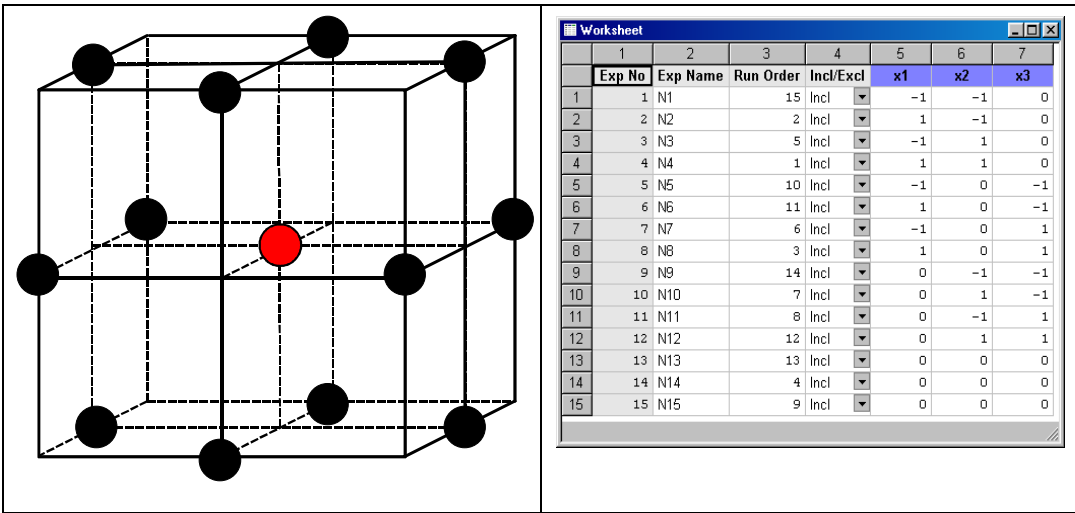 Worksheet
1 2 3 4 5 6 7
Exp No Exp Name Run Order Incl/Excl x1 x2 x3
1 1 N1 15 Incl -1 -1 0
2 2 N2 2 Incl 1 -1 0
3 3 N3 5 Incl -1 1 0
4 4 N4 1 Incl 1 1 0
5 5 N5 10 Incl -1 0 -1
6 6 N6 11 Incl 1 0 -1
7 7 N7 6 Incl -1 0 1
8 8 N8 3 Incl 1 0 1
9 9 N9 14 Incl 0 -1 -1
10 10 N10 7 Incl 0 1 -1
11 11 N11 8 Incl 0 -1 1
12 12 N12 12 Incl 0 1 1
13 13 N13 13 Incl 0 0 0
14 14 N14 4 Incl 0 0 0
15 15 N15 9 Incl 0 0 0